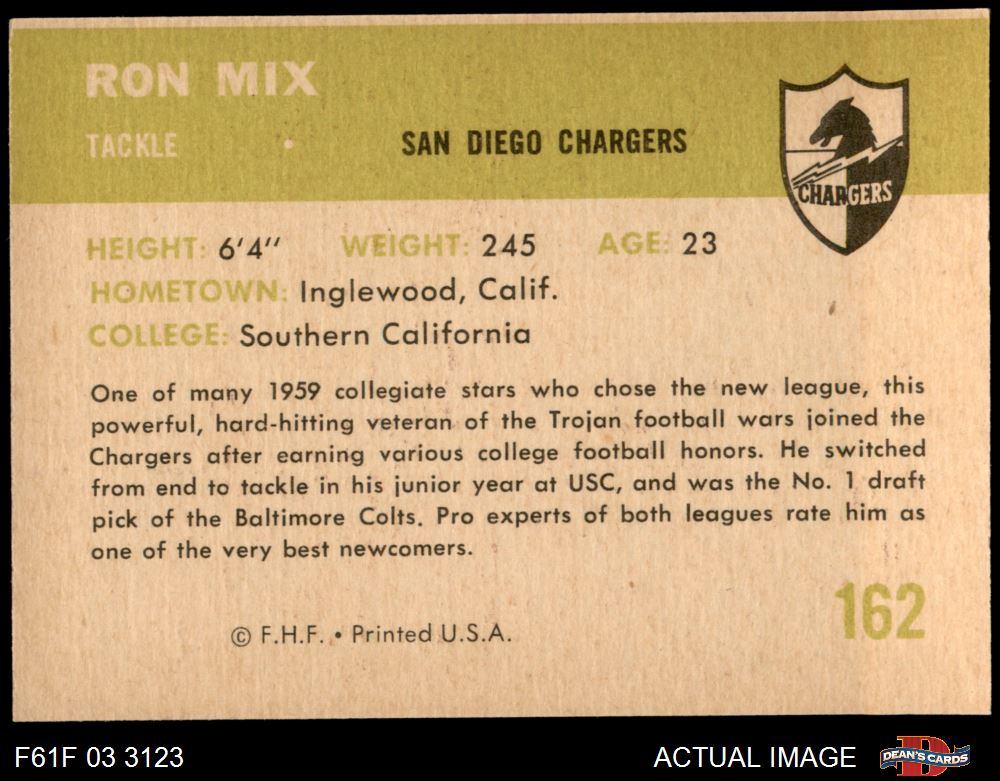 RON MIX
TACKLE • SAN DIEGO CHARGERS
CHARGERS
HEIGHT: 6'4" WEIGHT: 245 AGE: 23
HOMETOWN: Inglewood, Calif.
COLLEGE: Southern California
One of many 1959 collegiate stars who chose the new league, this
powerful, hard-hitting veteran of the Trojan football wars joined the
Chargers after earning various college football honors. He switched
from end to tackle in his junior year at USC, and was the No. 1 draft
pick of the Baltimore Colts. Pro experts of both leagues rate him as
one of the very best newcomers.
162
© F.H.F. • Printed U.S.A.
F61F 03 3123
ACTUAL IMAGE
DEAN'S CARDS